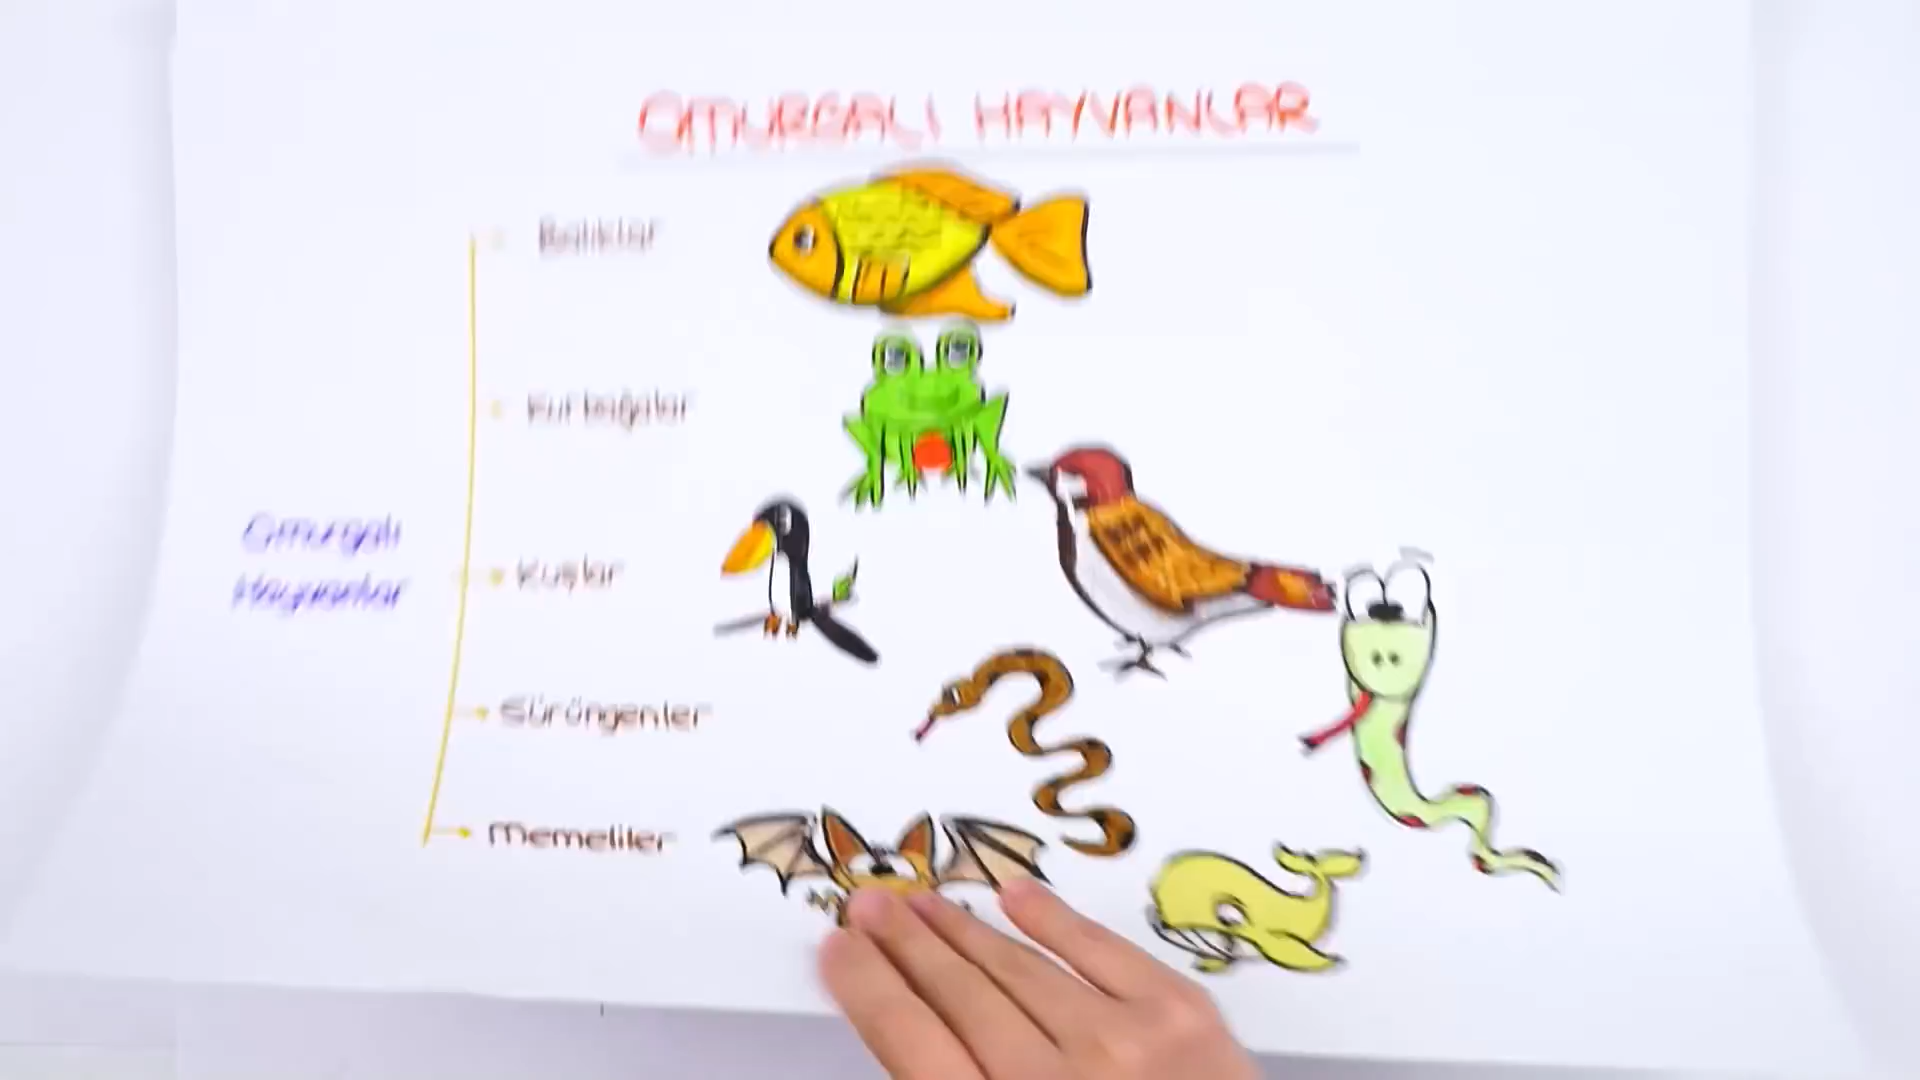 OMURGALI HAYVANLAR
Balıklar
Kurbağalar
Omurgalı
Hayvanlar
Kuşlar
Sürüngenler
Memeliler